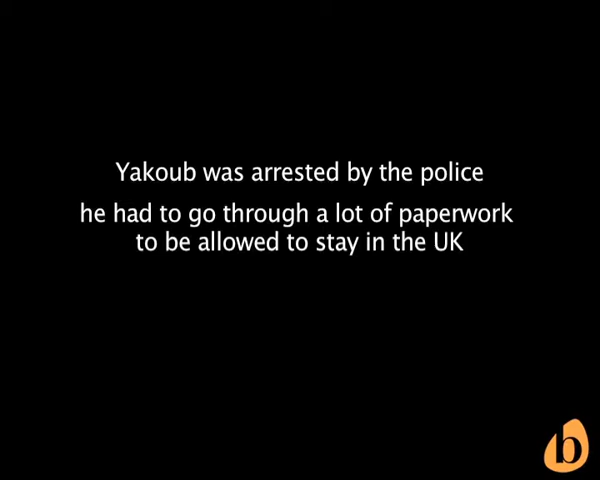 Yakoub was arrested by the police
he had to go through a lot of paperwork
to be allowed to stay in the UK
b